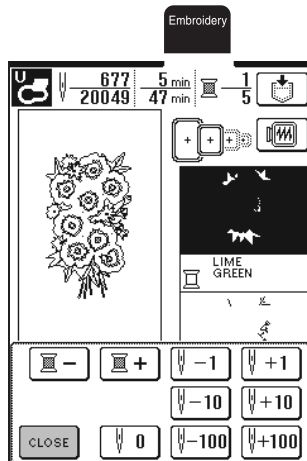 Embroidery
U
677 5 min 1
20049 47 min 5
LIME
GREEN
− + −1 +1
−10 +10
CLOSE 0 −100 +100